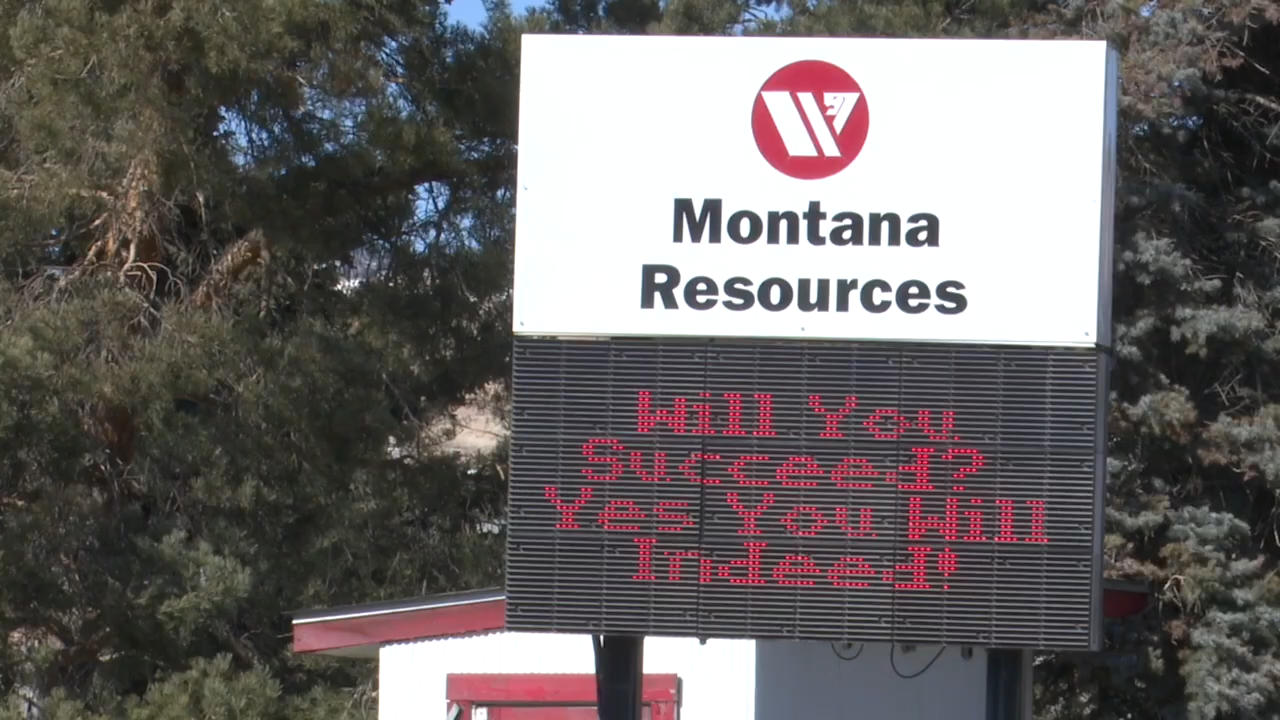 Montana
Resources
Will You
Succeed?
Yes You Will
Indeed!